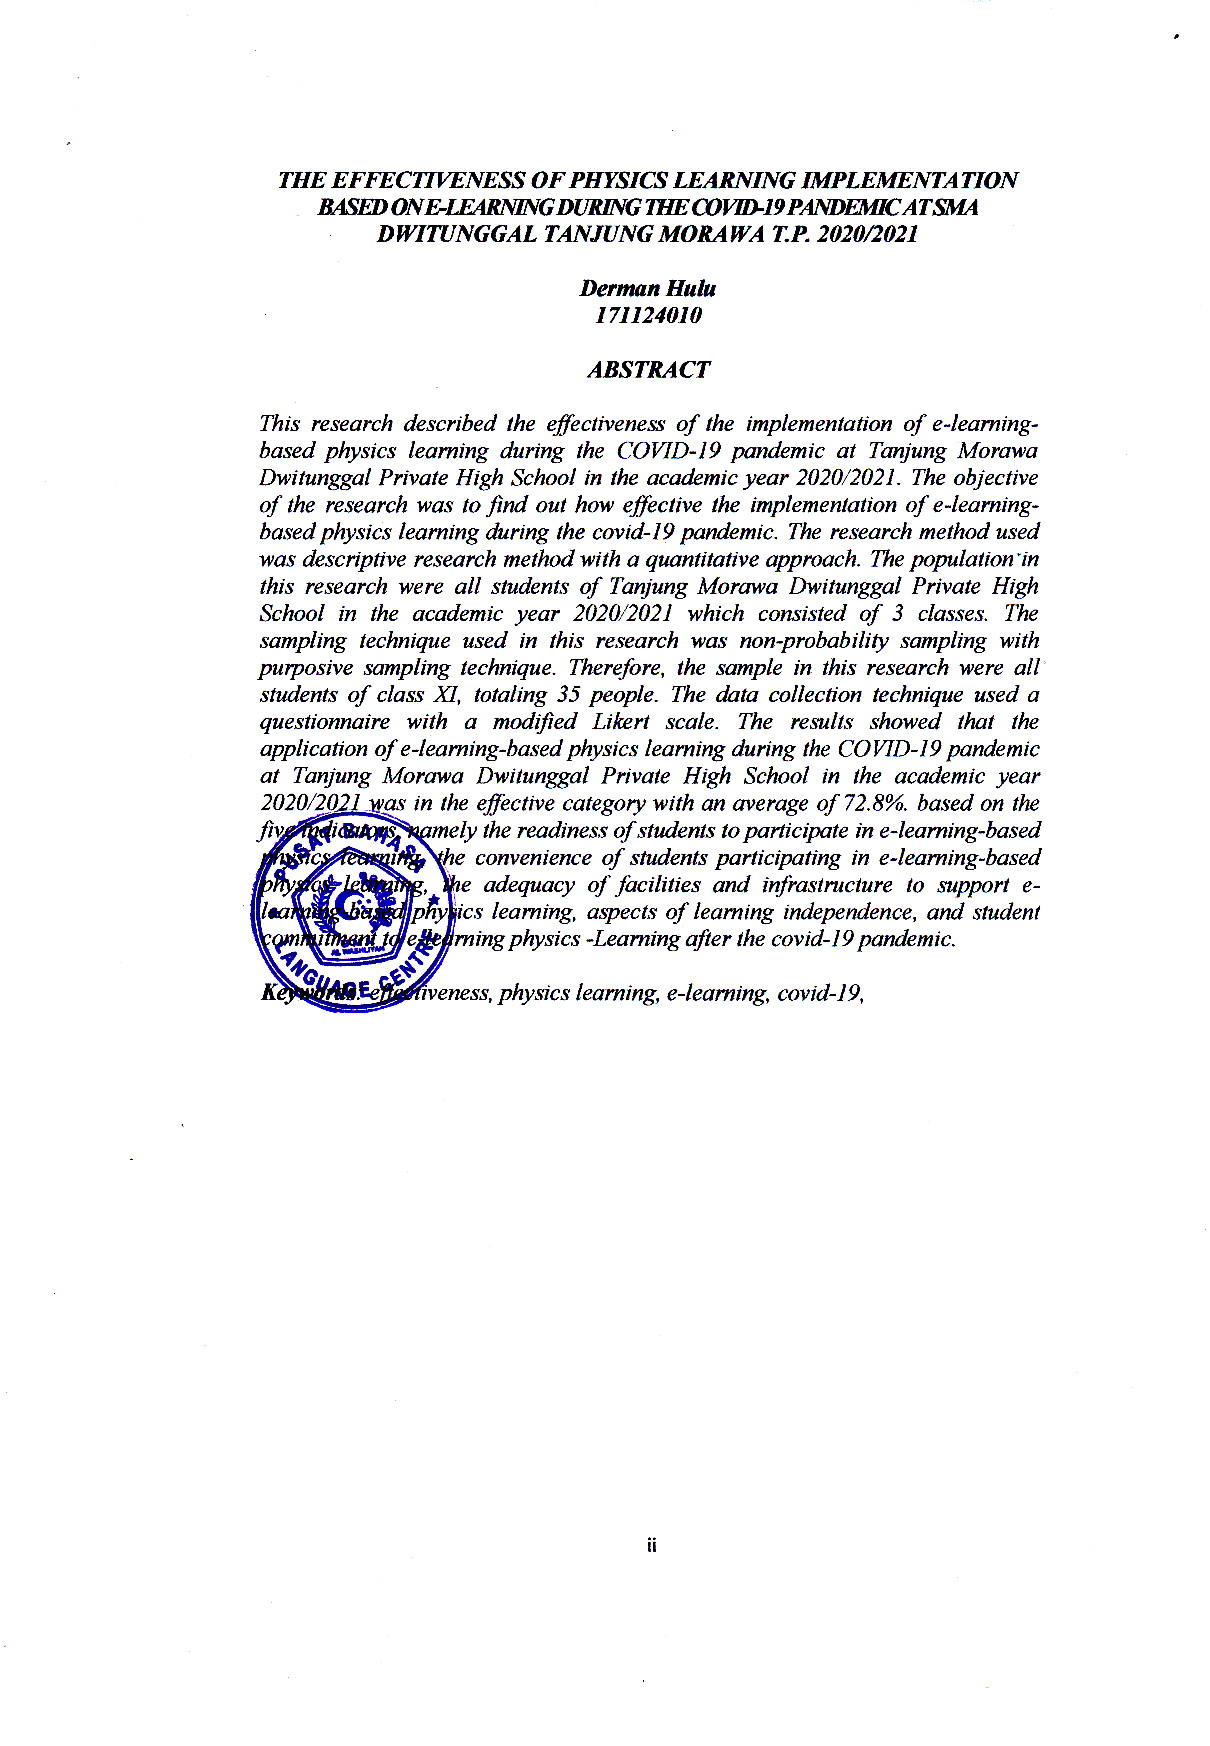 THE EFFECTIVENESS OF PHYSICS LEARNING IMPLEMENTATION
BASED ON E-LEARNING DURING THE COVID-19 PANDEMIC AT SMA
DWITUNGGAL TANJUNG MORAWA T.P. 2020/2021
Derman Hulu
171124010
ABSTRACT
This research described the effectiveness of the implementation of e-learning-
based physics learning during the COVID-19 pandemic at Tanjung Morawa
Dwitunggal Private High School in the academic year 2020/2021. The objective
of the research was to find out how effective the implementation of e-learning-
based physics learning during the covid-19 pandemic. The research method used
was descriptive research method with a quantitative approach. The population in
this research were all students of Tanjung Morawa Dwitunggal Private High
School in the academic year 2020/2021 which consisted of 3 classes. The
sampling technique used in this research was non-probability sampling with
purposive sampling technique. Therefore, the sample in this research were all
students of class XI, totaling 35 people. The data collection technique used a
questionnaire with a modified Likert scale. The results showed that the
application of e-learning-based physics learning during the COVID-19 pandemic
at Tanjung Morawa Dwitunggal Private High School in the academic year
2020/2021 was in the effective category with an average of 72.8%. based on the
five indicators, namely the readiness of students to participate in e-learning-based
physics learning, the convenience of students participating in e-learning-based
physics learning, the adequacy of facilities and infrastructure to support e-
learning-based physics learning, aspects of learning independence, and student
commitment to e-learning physics -Learning after the covid-19 pandemic.
Keywords: effectiveness, physics learning, e-learning, covid-19,
PUSAT BAHASA
AL WASHLIYAH
LANGUAGE CENTRE
ii